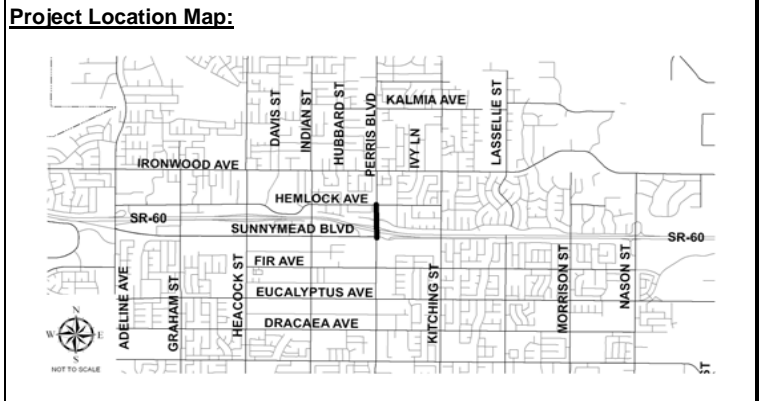 Project Location Map:
KALMIA AVE
DAVIS ST
INDIAN ST
HUBBARD ST
PERRIS BLVD
IVY LN
LASSELLE ST
IRONWOOD AVE
HEMLOCK AVE
SR-60
SUNNYMEAD BLVD
SR-60
FIR AVE
EUCALYPTUS AVE
DRACAEA AVE
ADELINE AVE
GRAHAM ST
HEACOCK ST
KITCHING ST
MORRISON ST
NASON ST
N
W
E
S
NOT TO SCALE
ST